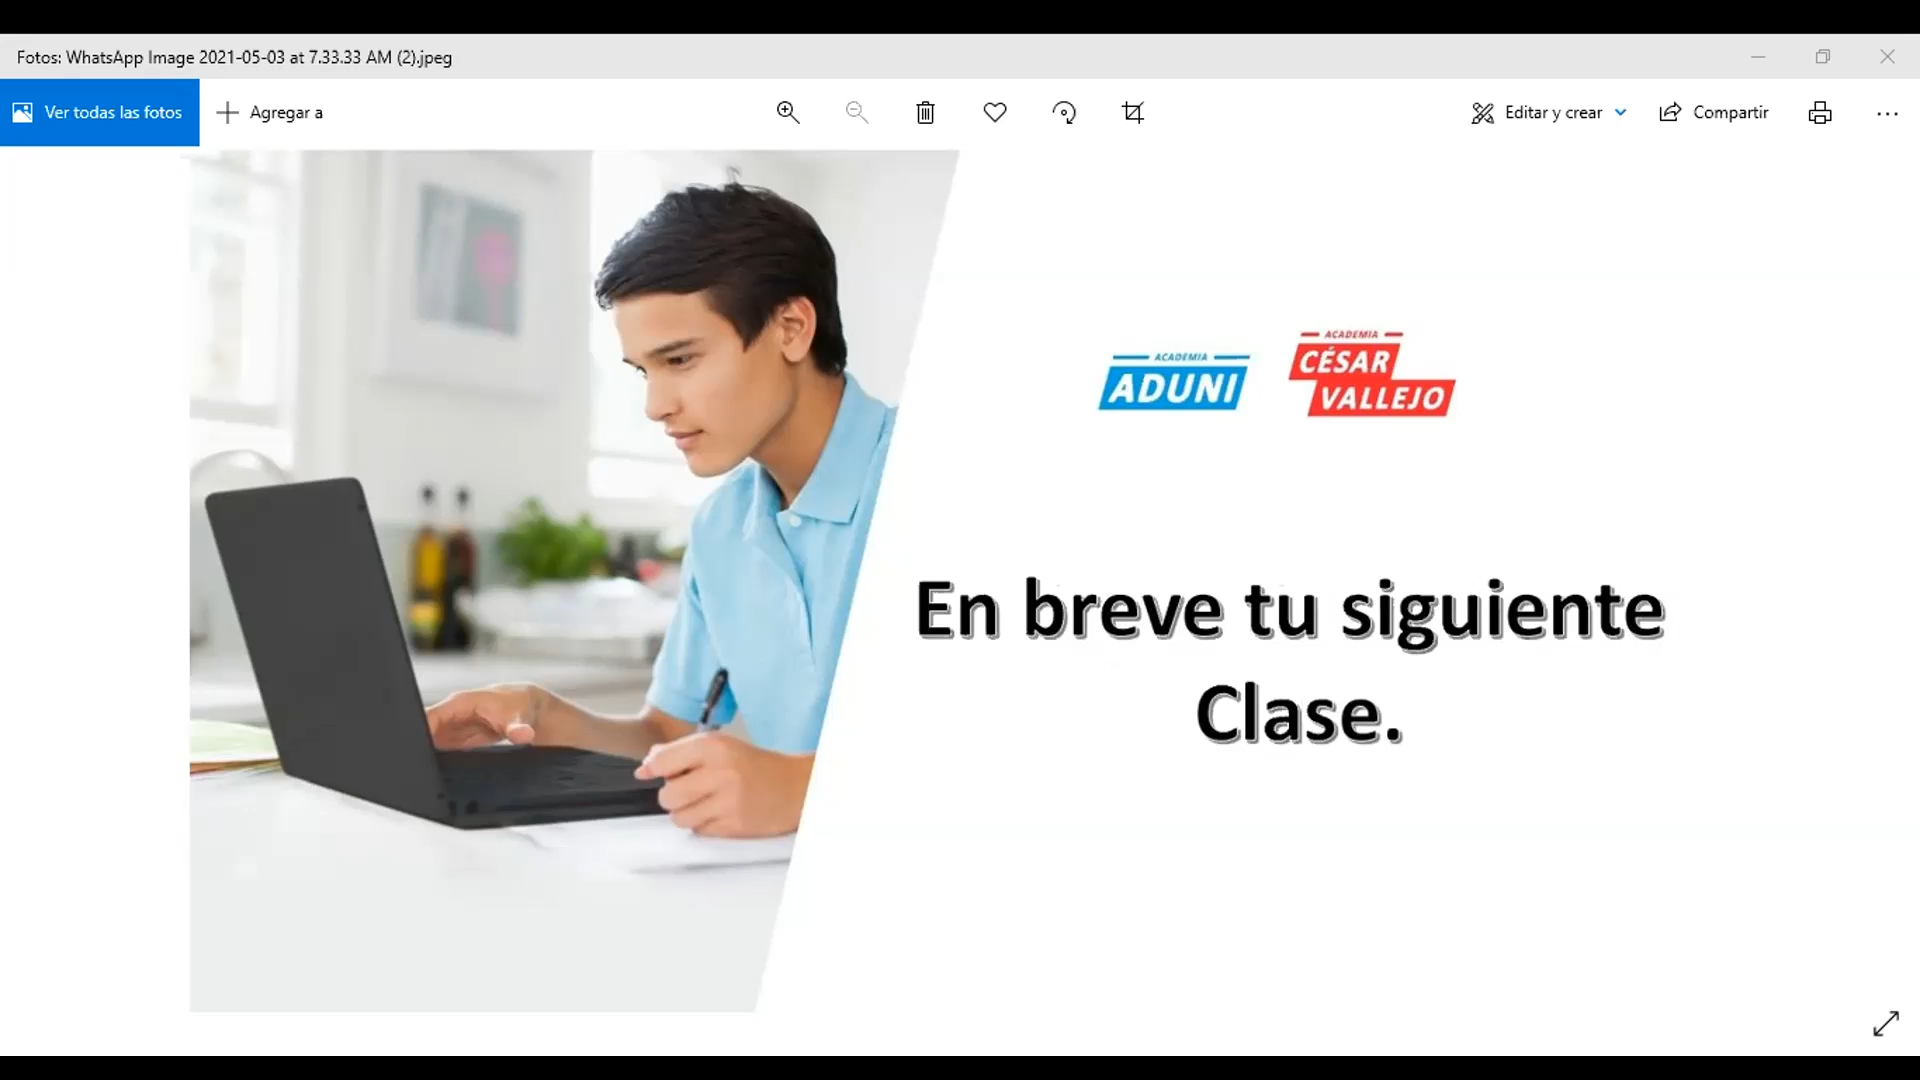 Fotos: WhatsApp Image 2021-05-03 at 7.33.33 AM (2).jpeg
Ver todas las fotos
Agregar a
Editar y crear
Compartir
ACADEMIA
ADUNI
ACADEMIA
CÉSAR
VALLEJO
En breve tu siguiente
Clase.